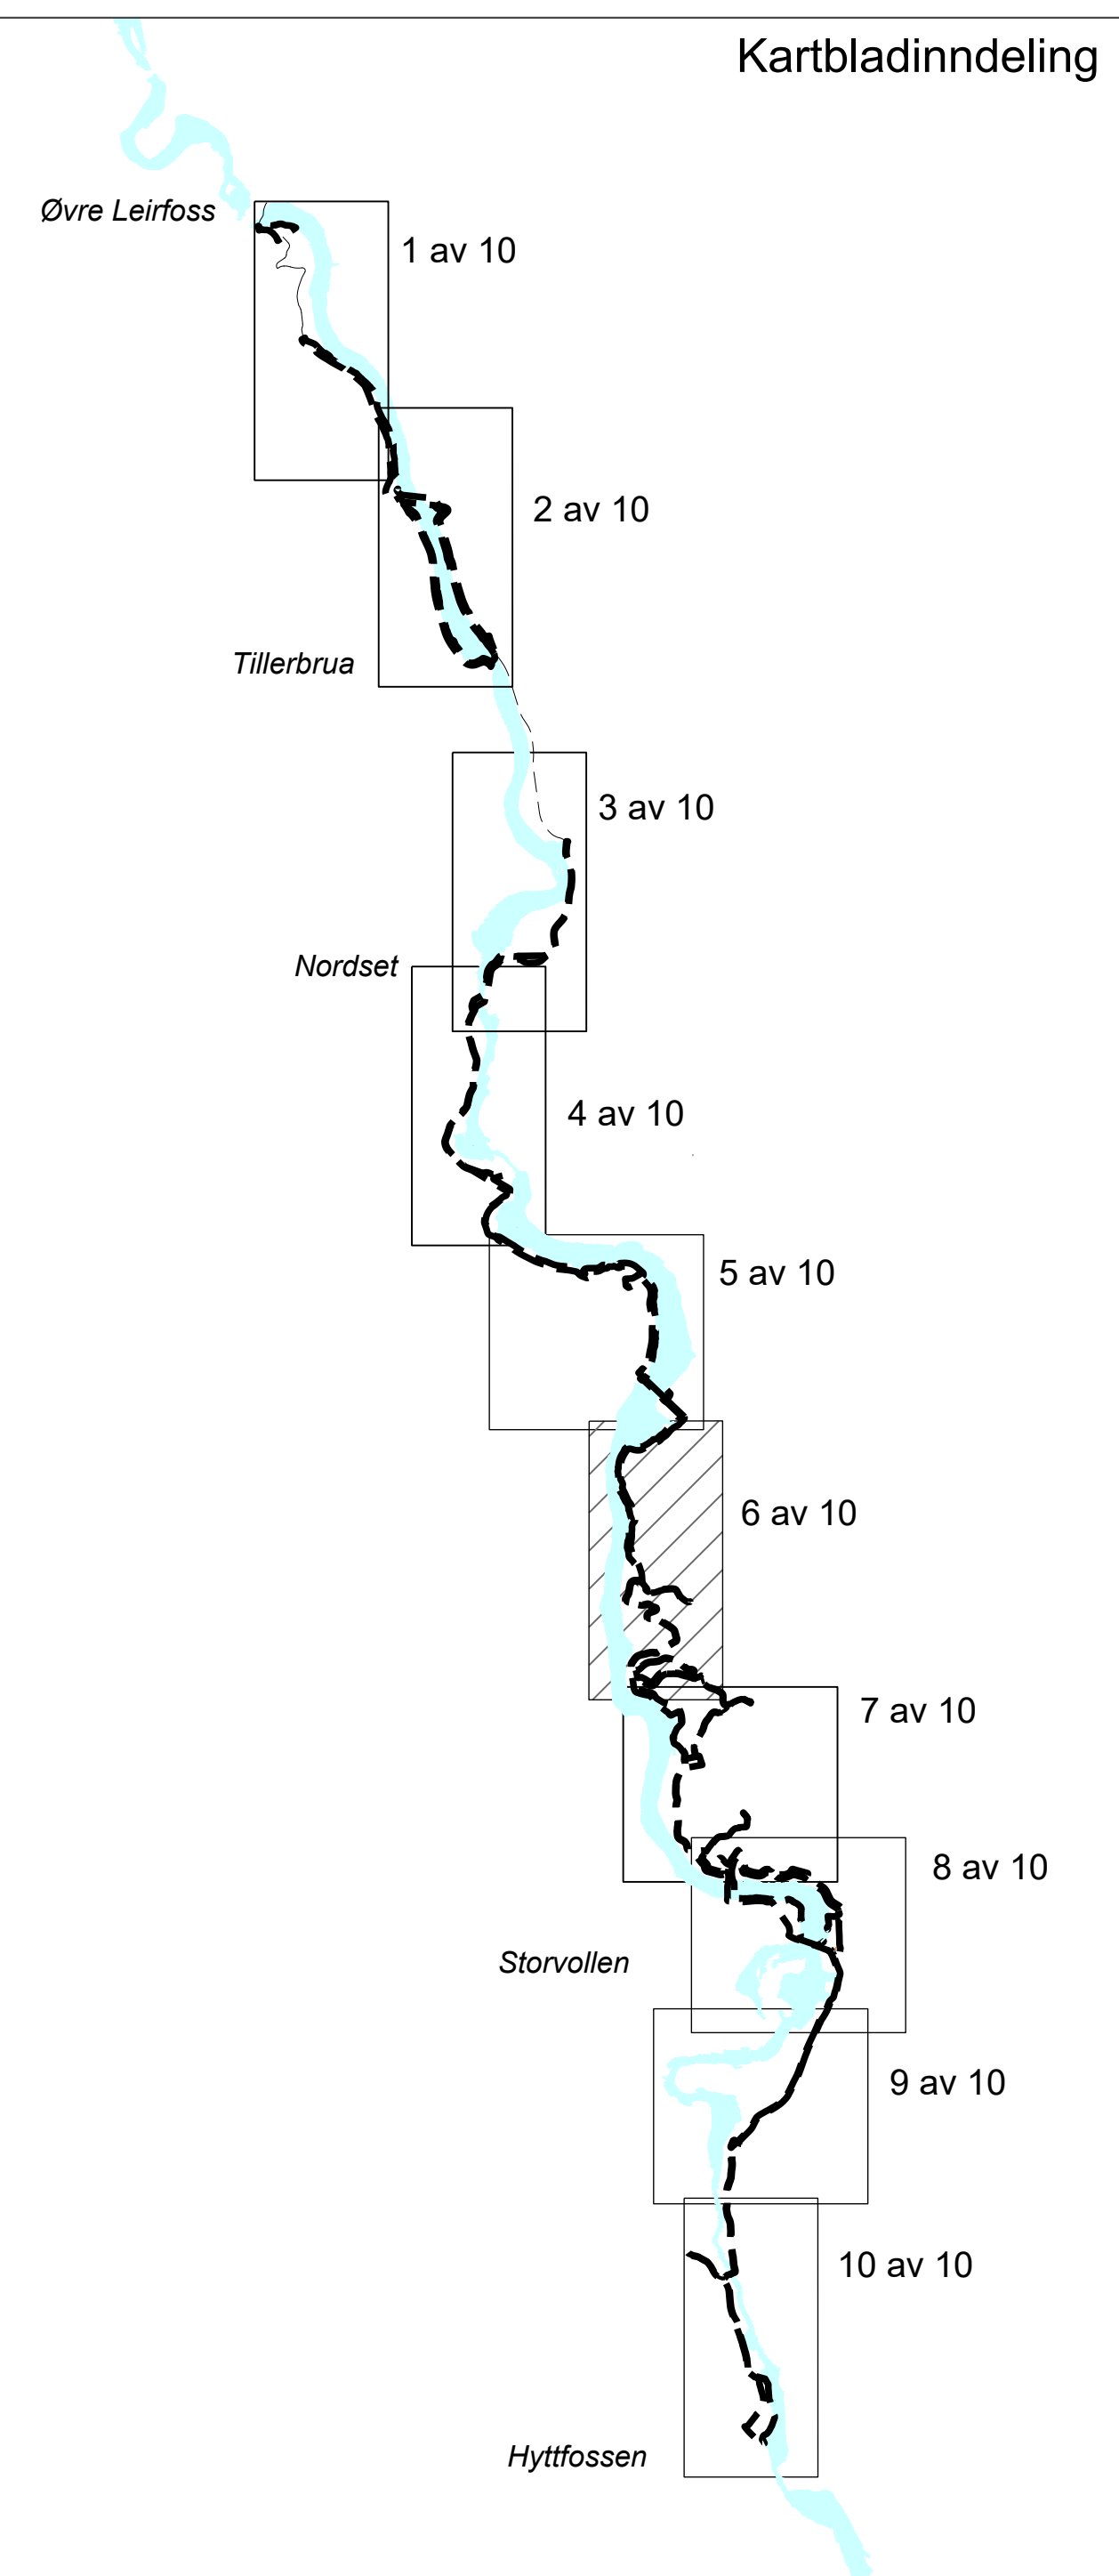 Kartbladinndeling
Øvre Leirfoss
1 av 10
2 av 10
Tillerbrua
3 av 10
Nordset
4 av 10
5 av 10
6 av 10
7 av 10
8 av 10
Storvollen
9 av 10
10 av 10
Hyttfossen